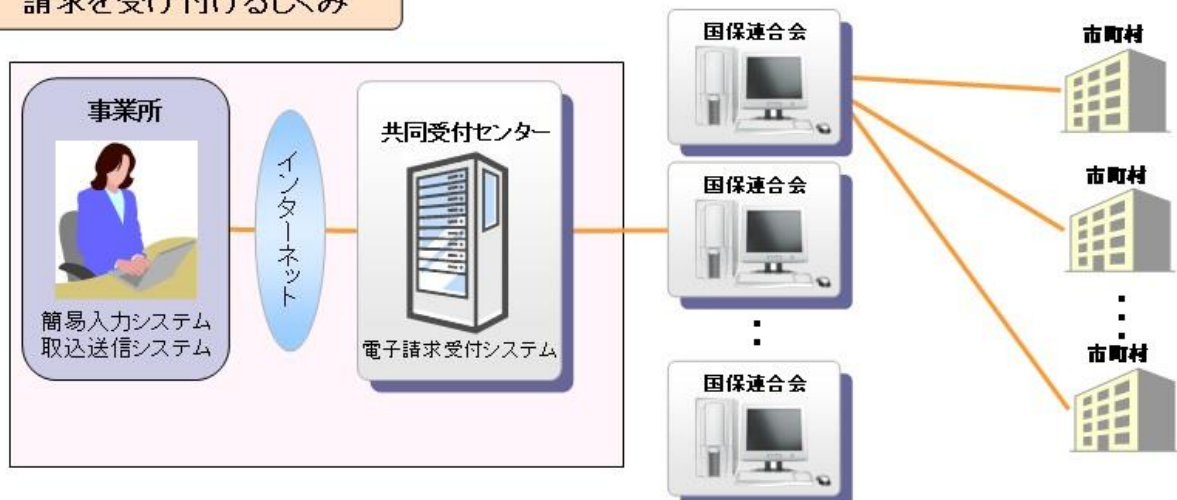 請求を受け付けるしくみ
事業所
簡易入力システム
取込送信システム
インターネット
共同受付センター
電子請求受付システム
国保連合会
国保連合会
国保連合会
市町村
市町村
市町村